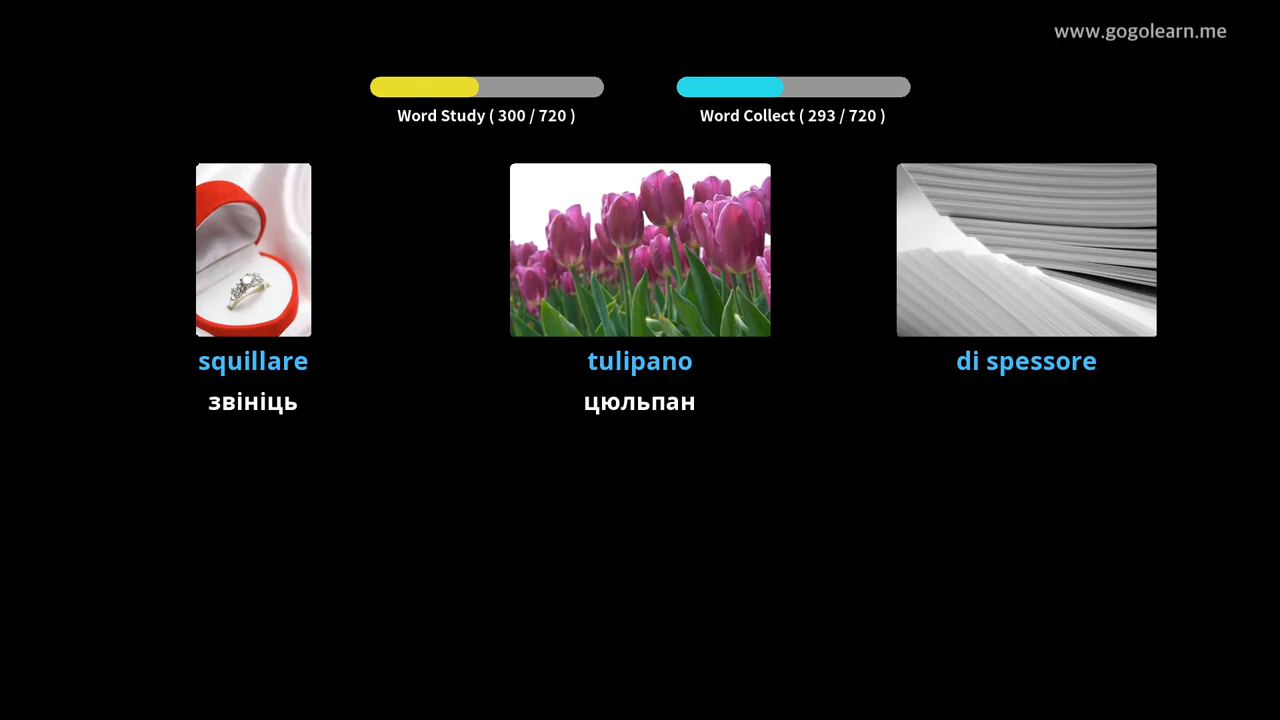 www.gogolearn.me
Word Study ( 300 / 720 )
Word Collect ( 293 / 720 )
squillare
tulipano
di spessore
звініць
цюльпан